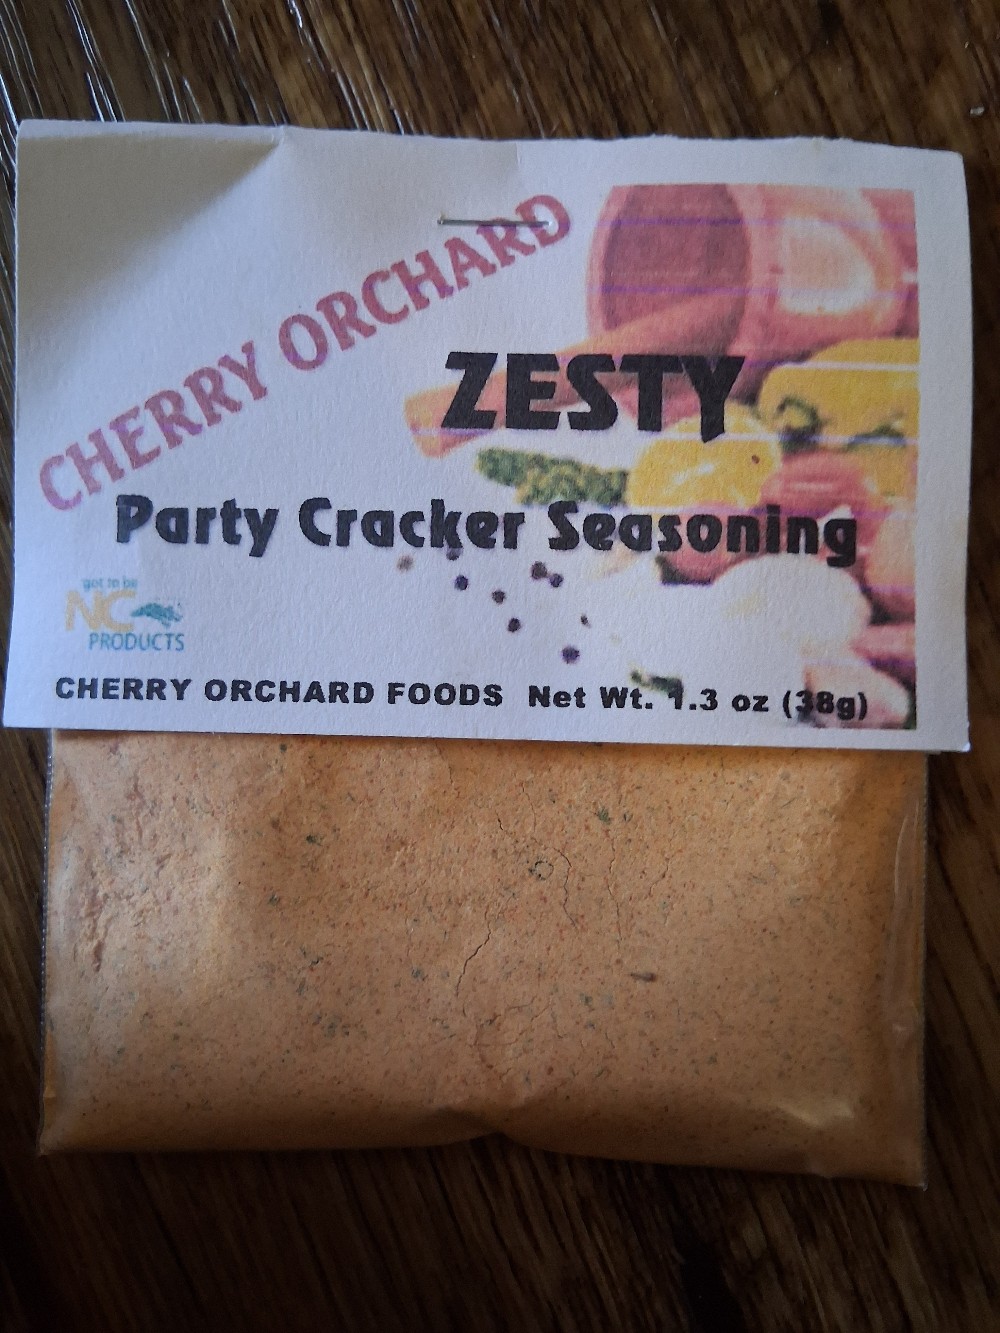 CHERRY ORCHARD
ZESTY
Party Cracker Seasoning
got to be
NC
PRODUCTS
CHERRY ORCHARD FOODS Net Wt. 1.3 oz (38g)